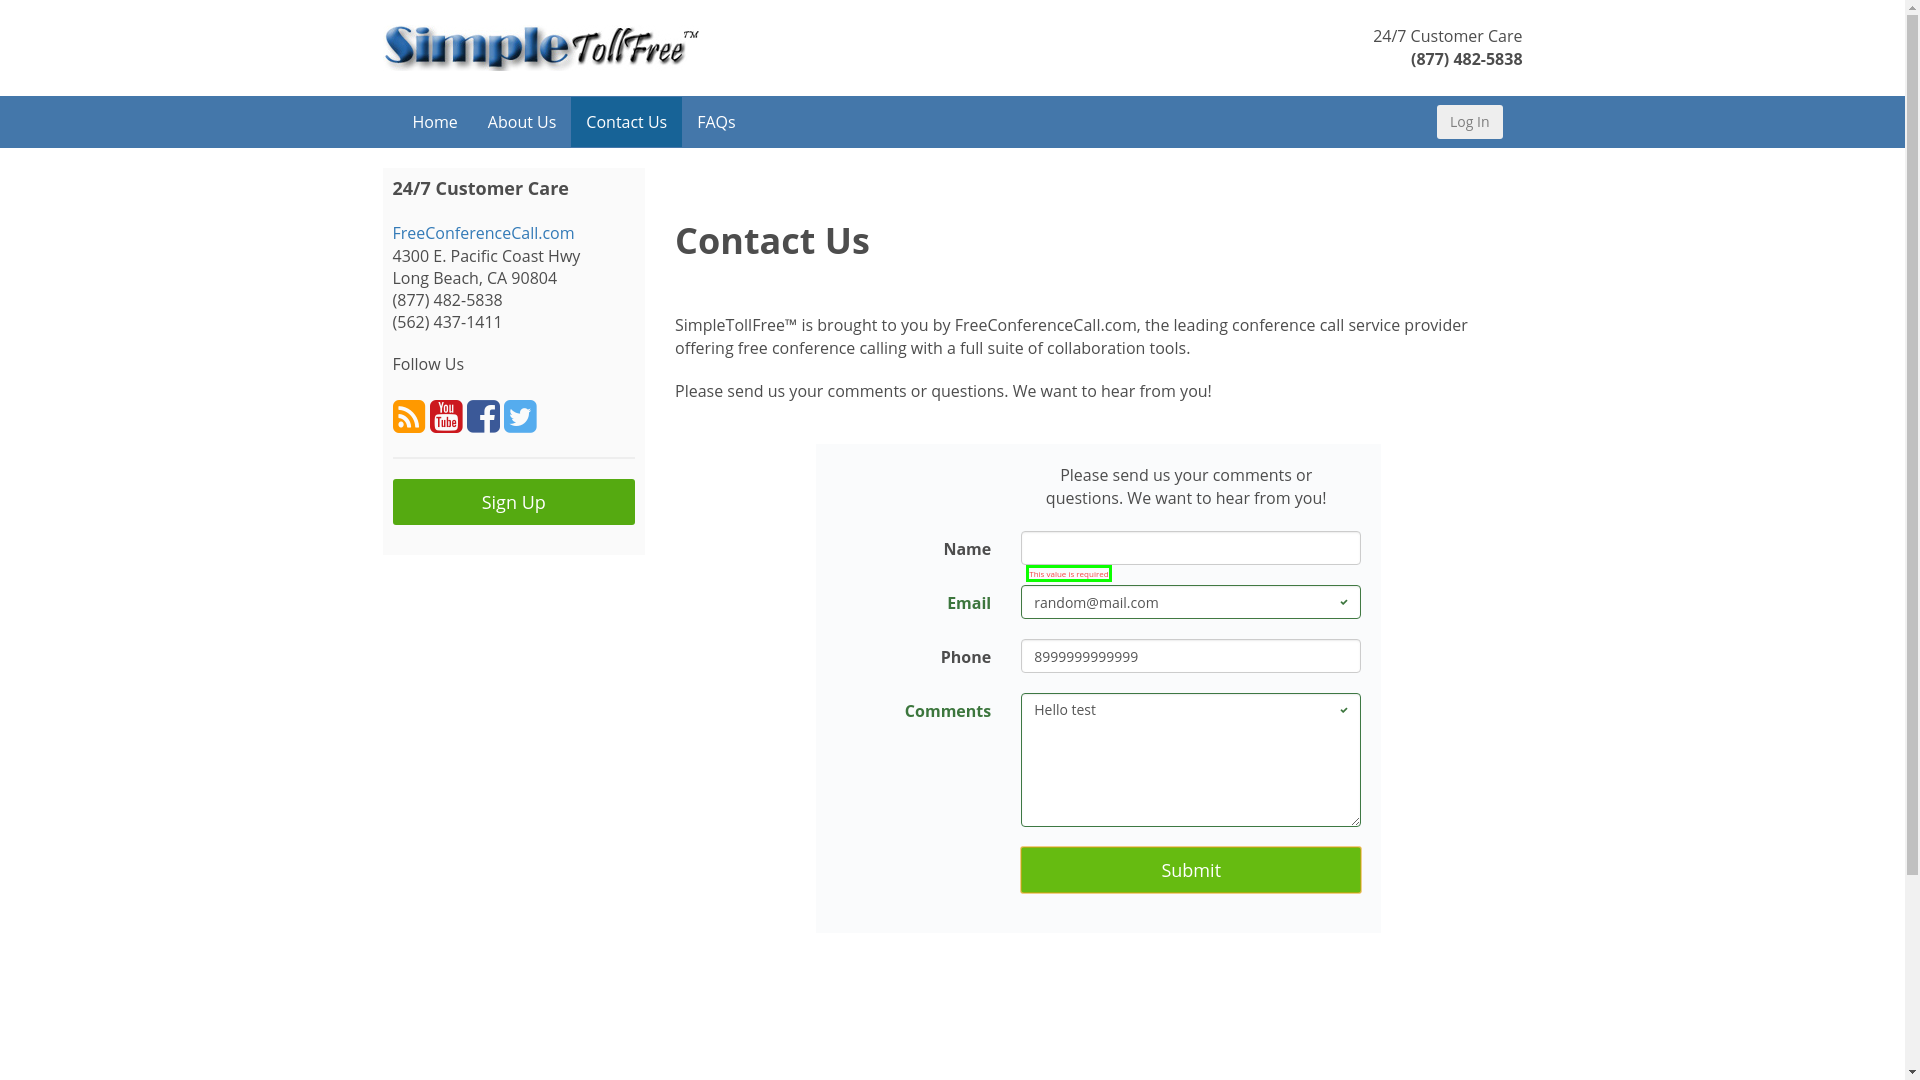 Simple TollFree™
24/7 Customer Care
(877) 482-5838
Home
About Us
Contact Us
FAQs
Log In
24/7 Customer Care
FreeConferenceCall.com
4300 E. Pacific Coast Hwy
Long Beach, CA 90804
(877) 482-5838
(562) 437-1411
Follow Us
You
Tube
Sign Up
Contact Us
SimpleTollFree™ is brought to you by FreeConferenceCall.com, the leading conference call service provider
offering free conference calling with a full suite of collaboration tools.
Please send us your comments or questions. We want to hear from you!
Please send us your comments or
questions. We want to hear from you!
Name
This value is required
Email
random@mail.com
Phone
8999999999999
Comments
Hello test
Submit